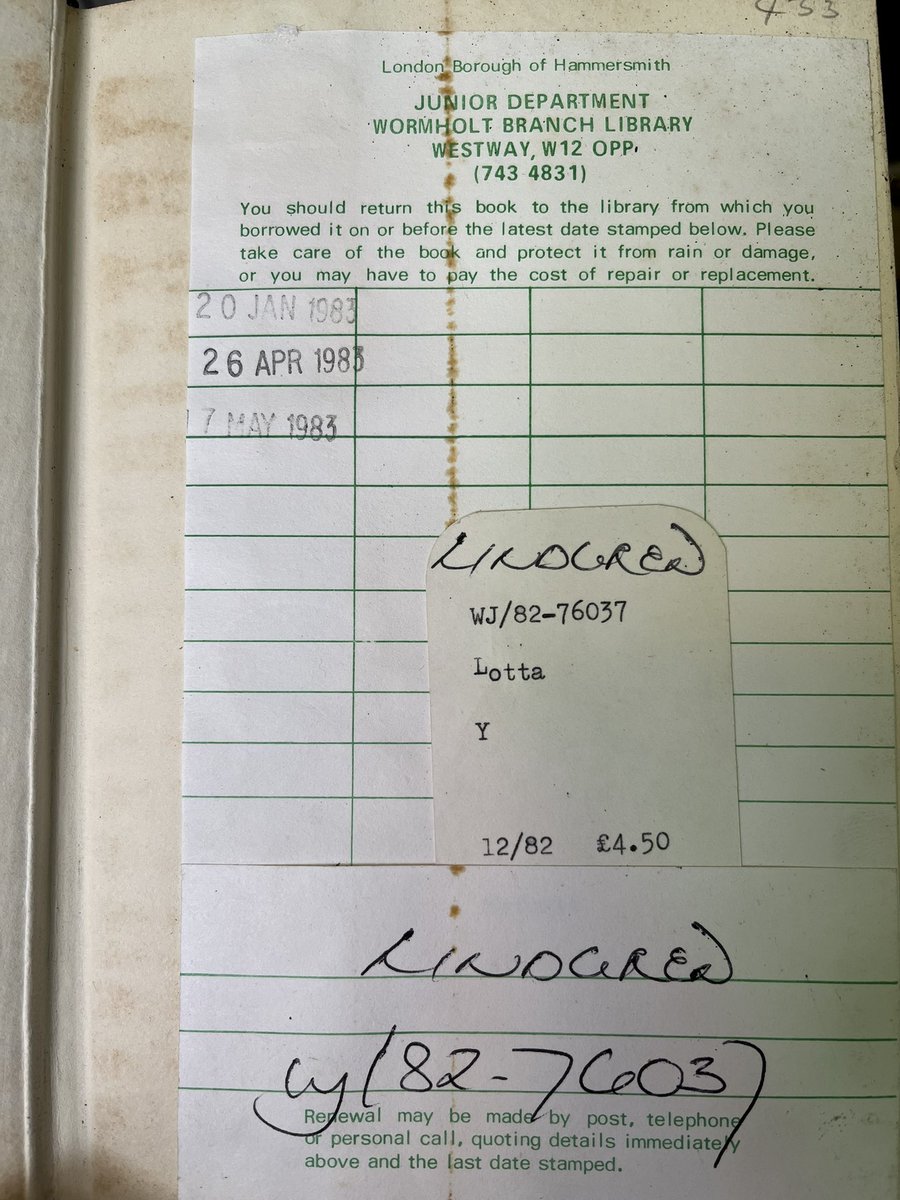 433
London Borough of Hammersmith
JUNIOR DEPARTMENT
WORMHOLT BRANCH LIBRARY
WESTWAY, W12 OPP.
(743 4831)
You should return this book to the library from which you
borrowed it on or before the latest date stamped below. Please
take care of the book and protect it from rain or damage,
or you may have to pay the cost of repair or replacement.
20 JAN 1983
26 APR 1983
7 MAY 1983
LINDGREN
WJ/82-76037
Lotta
Y
12/82 £4.50
LINDGREN
WJ/82-76037
Renewal may be made by post, telephone
or personal call, quoting details immediately
above and the last date stamped.